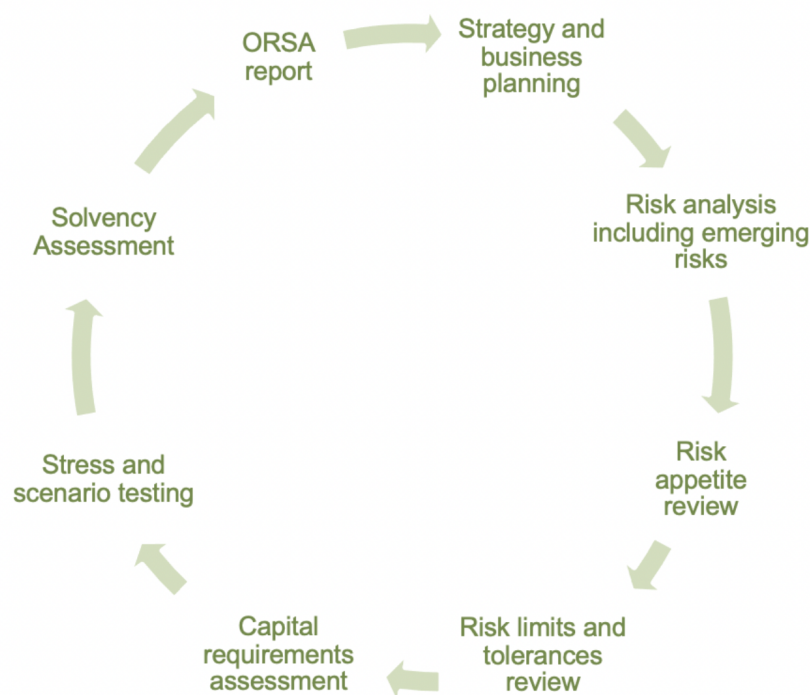 ORSA
report
Strategy and
business
planning
Risk analysis
including emerging
risks
Risk
appetite
review
Risk limits and
tolerances
review
Capital
requirements
assessment
Stress and
scenario testing
Solvency
Assessment